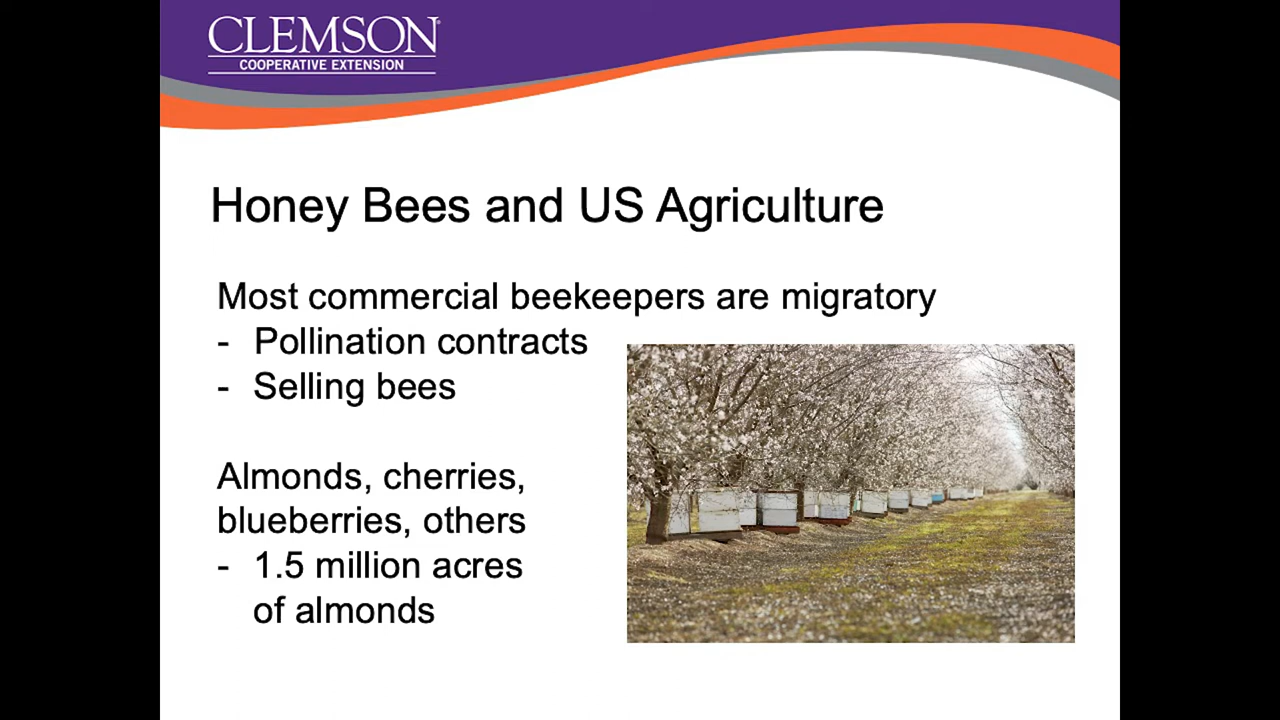 CLEMSON
COOPERATIVE EXTENSION
Honey Bees and US Agriculture
Most commercial beekeepers are migratory
- Pollination contracts
- Selling bees
Almonds, cherries,
blueberries, others
- 1.5 million acres
of almonds